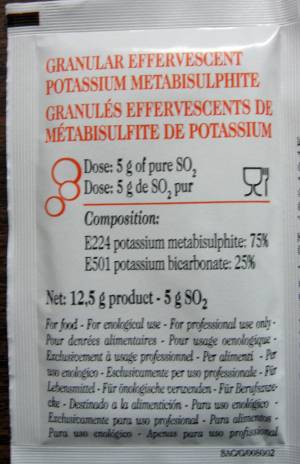 GRANULAR EFFERVESCENT
POTASSIUM METABISULPHITE
GRANULÉS EFFERVESCENTS DE
MÉTABISULFITE DE POTASSIUM
Dose: 5 g of pure SO₂
Dose: 5 g de SO₂ pur
Composition:
E224 potassium metabisulphite: 75%
E501 potassium bicarbonate: 25%
Net: 12,5 g product - 5 g SO₂
For food - For enological use - For professional use only -
Pour denrées alimentaires - Pour usage oenologique -
Exclusivement à usage professionnel - Per alimenti - Per
uso enologico - Esclusivamente per uso professionale - Für
Lebensmittel - Für önologische verwenden - Für Berufszwe-
cke - Destinado a la alimentición - Para uso enológico -
Exclusivamente para uso profesional - Para alimentos -
Para uso enológico - Apenas para uso profissional
SAC/G/008002